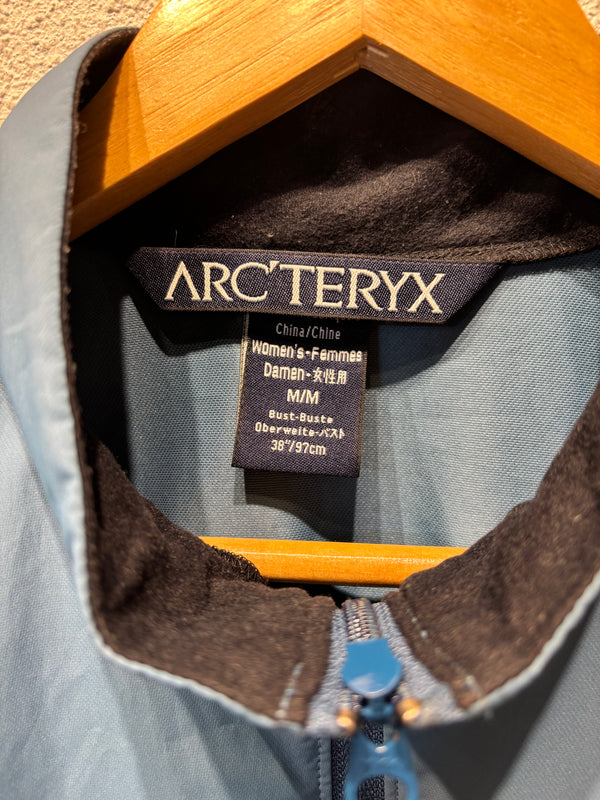 ARC'TERYX
China/Chine
Women's-Femmes
Damen-女性用
M/M
Bust-Buste
Oberweite-バスト
38"/97cm